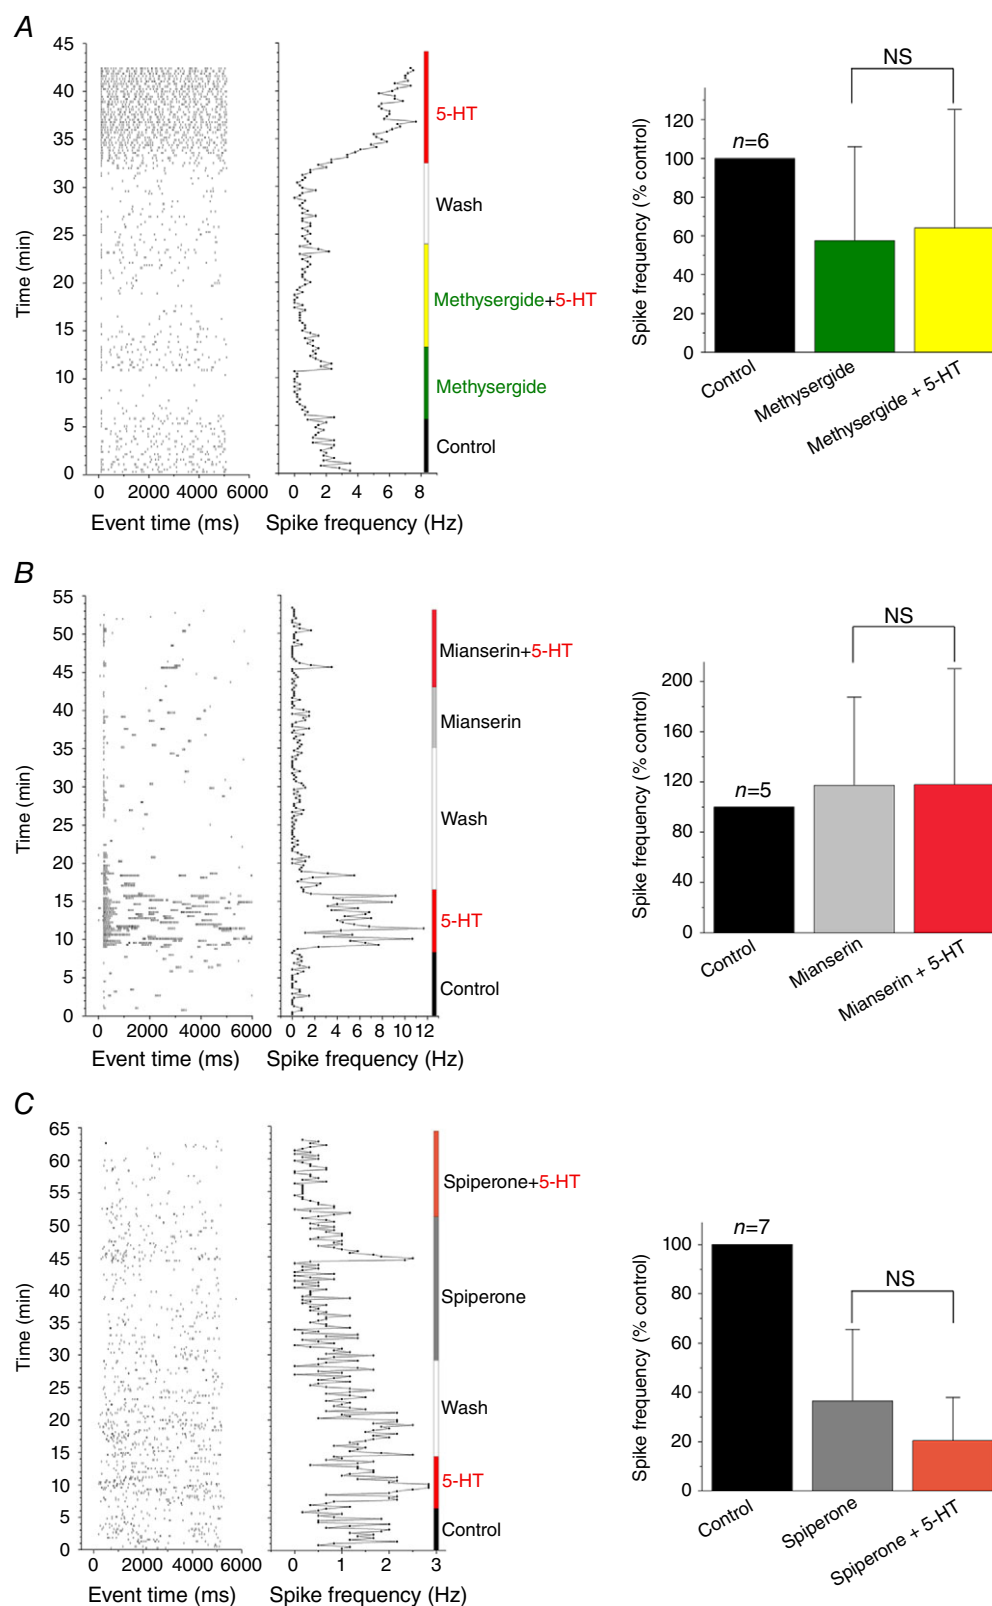 A
45
40
35
30
25
20
15
10
5
0
Time (min)
0 2000 4000 6000
Event time (ms)
0 2 4 6 8
Spike frequency (Hz)
5-HT
Wash
Methysergide+5-HT
Methysergide
Control
NS
n=6
120
100
80
60
40
20
0
Spike frequency (% control)
Control
Methysergide
Methysergide + 5-HT
B
55
50
45
40
35
30
25
20
15
10
5
0
Time (min)
0 2000 4000 6000
Event time (ms)
0 2 4 6 8 10 12
Spike frequency (Hz)
Mianserin+5-HT
Mianserin
Wash
5-HT
Control
NS
n=5
200
160
120
80
40
0
Spike frequency (% control)
Control
Mianserin
Mianserin + 5-HT
C
65
60
55
50
45
40
35
30
25
20
15
10
5
0
Time (min)
0 2000 4000 6000
Event time (ms)
0 1 2 3
Spike frequency (Hz)
Spiperone+5-HT
Spiperone
Wash
5-HT
Control
n=7
NS
100
80
60
40
20
0
Spike frequency (% control)
Control
Spiperone
Spiperone + 5-HT